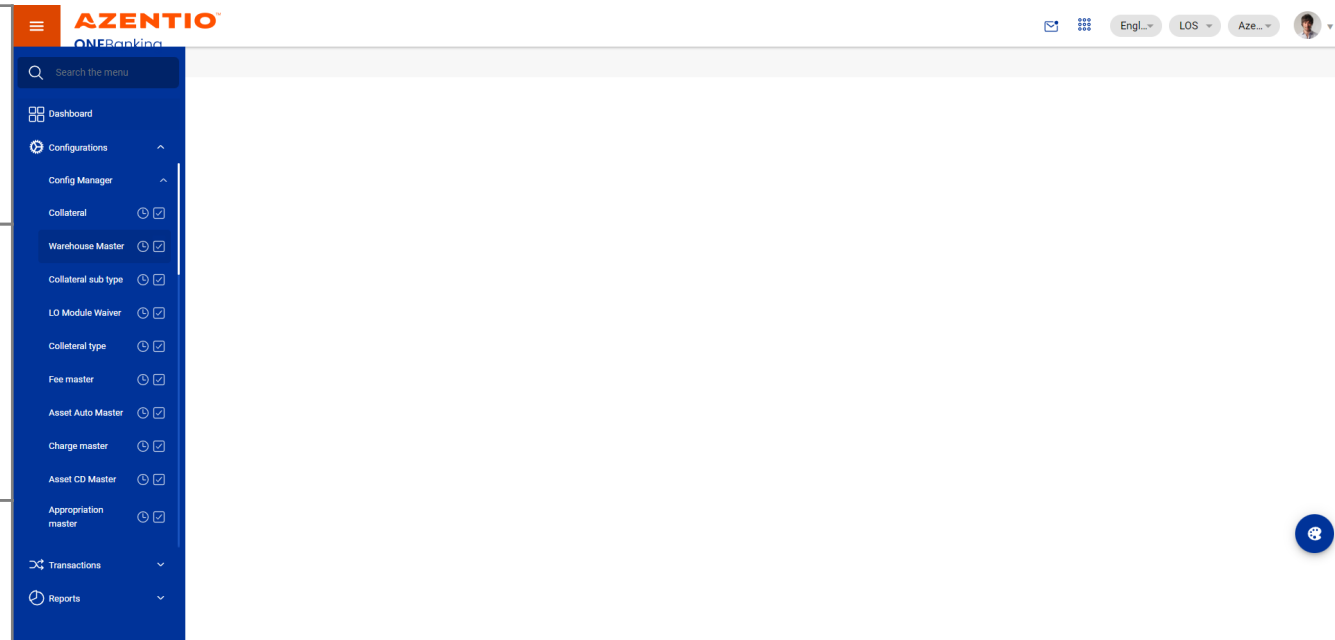 AZENTIO
ONEBanking
Engl...
LOS
Aze...
Search the menu
Dashboard
Configurations
Config Manager
Collateral
Warehouse Master
Collateral sub type
LO Module Waiver
Colleteral type
Fee master
Asset Auto Master
Charge master
Asset CD Master
Appropriation
master
Transactions
Reports